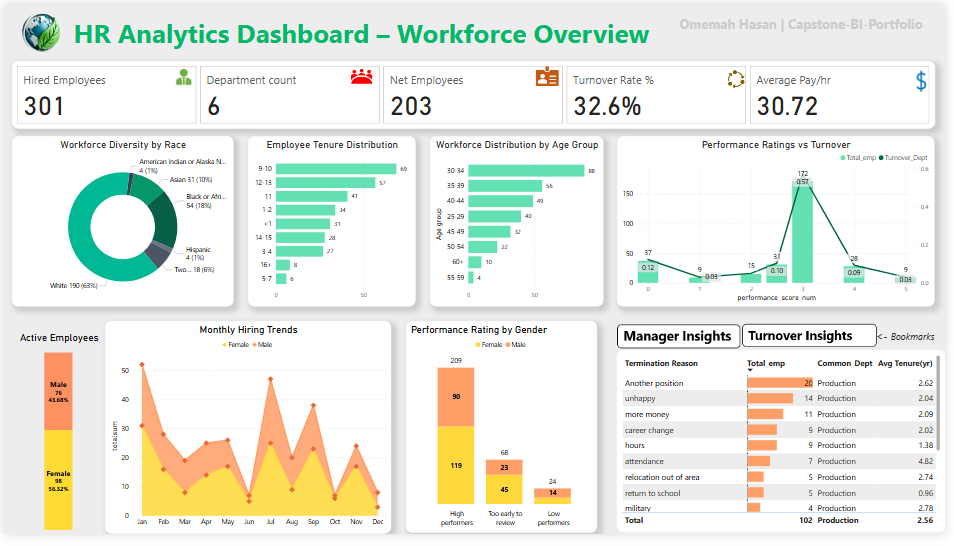 HR Analytics Dashboard – Workforce Overview
Omemah Hasan | Capstone-BI-Portfolio
Hired Employees
301
Department count
6
Net Employees
203
Turnover Rate %
32.6%
Average Pay/hr
30.72
$
Workforce Diversity by Race
American Indian or Alaska N...
4 (1%)
Asian 31 (10%)
Black or Afri...
54 (18%)
Hispanic
4 (1%)
Two... 18 (6%)
White 190 (63%)
Employee Tenure Distribution
9-10 69
12-13 57
11 41
1-2 34
<1 31
14-15 28
3-4 27
16+ 8
5-7 6
0 50
Workforce Distribution by Age Group
Age group
30-34 88
35-39 56
40-44 49
25-29 40
45-49 32
50-54 22
60+ 10
55-59 4
0 50
Performance Ratings vs Turnover
Total_emp Turnover_Dept
150
100
50
0
0.6
0.4
0.2
0.0
37
0.12
9
0.03
15
31
0.10
172
0.57
28
0.09
9
0.03
0 1 2 3 4 5
performance_score_num
Active Employees
Male
76
43.68%
Female
98
56.32%
Monthly Hiring Trends
Female Male
totalsum
50
40
30
20
10
0
Jan Feb Mar Apr May Jun Jul Aug Sep Oct Nov Dec
Performance Rating by Gender
Female Male
209
90
119
68
23
45
24
14
High
performers
Too early to
review
Low
performers
Manager Insights
Turnover Insights
<- Bookmarks
Termination Reason Total_emp Common_Dept Avg Tenure(yr)
Another position 20 Production 2.62
unhappy 14 Production 2.04
more money 11 Production 2.09
career change 9 Production 2.02
hours 9 Production 1.38
attendance 7 Production 4.82
relocation out of area 5 Production 2.74
return to school 5 Production 0.96
military 4 Production 2.78
Total 102 Production 2.56